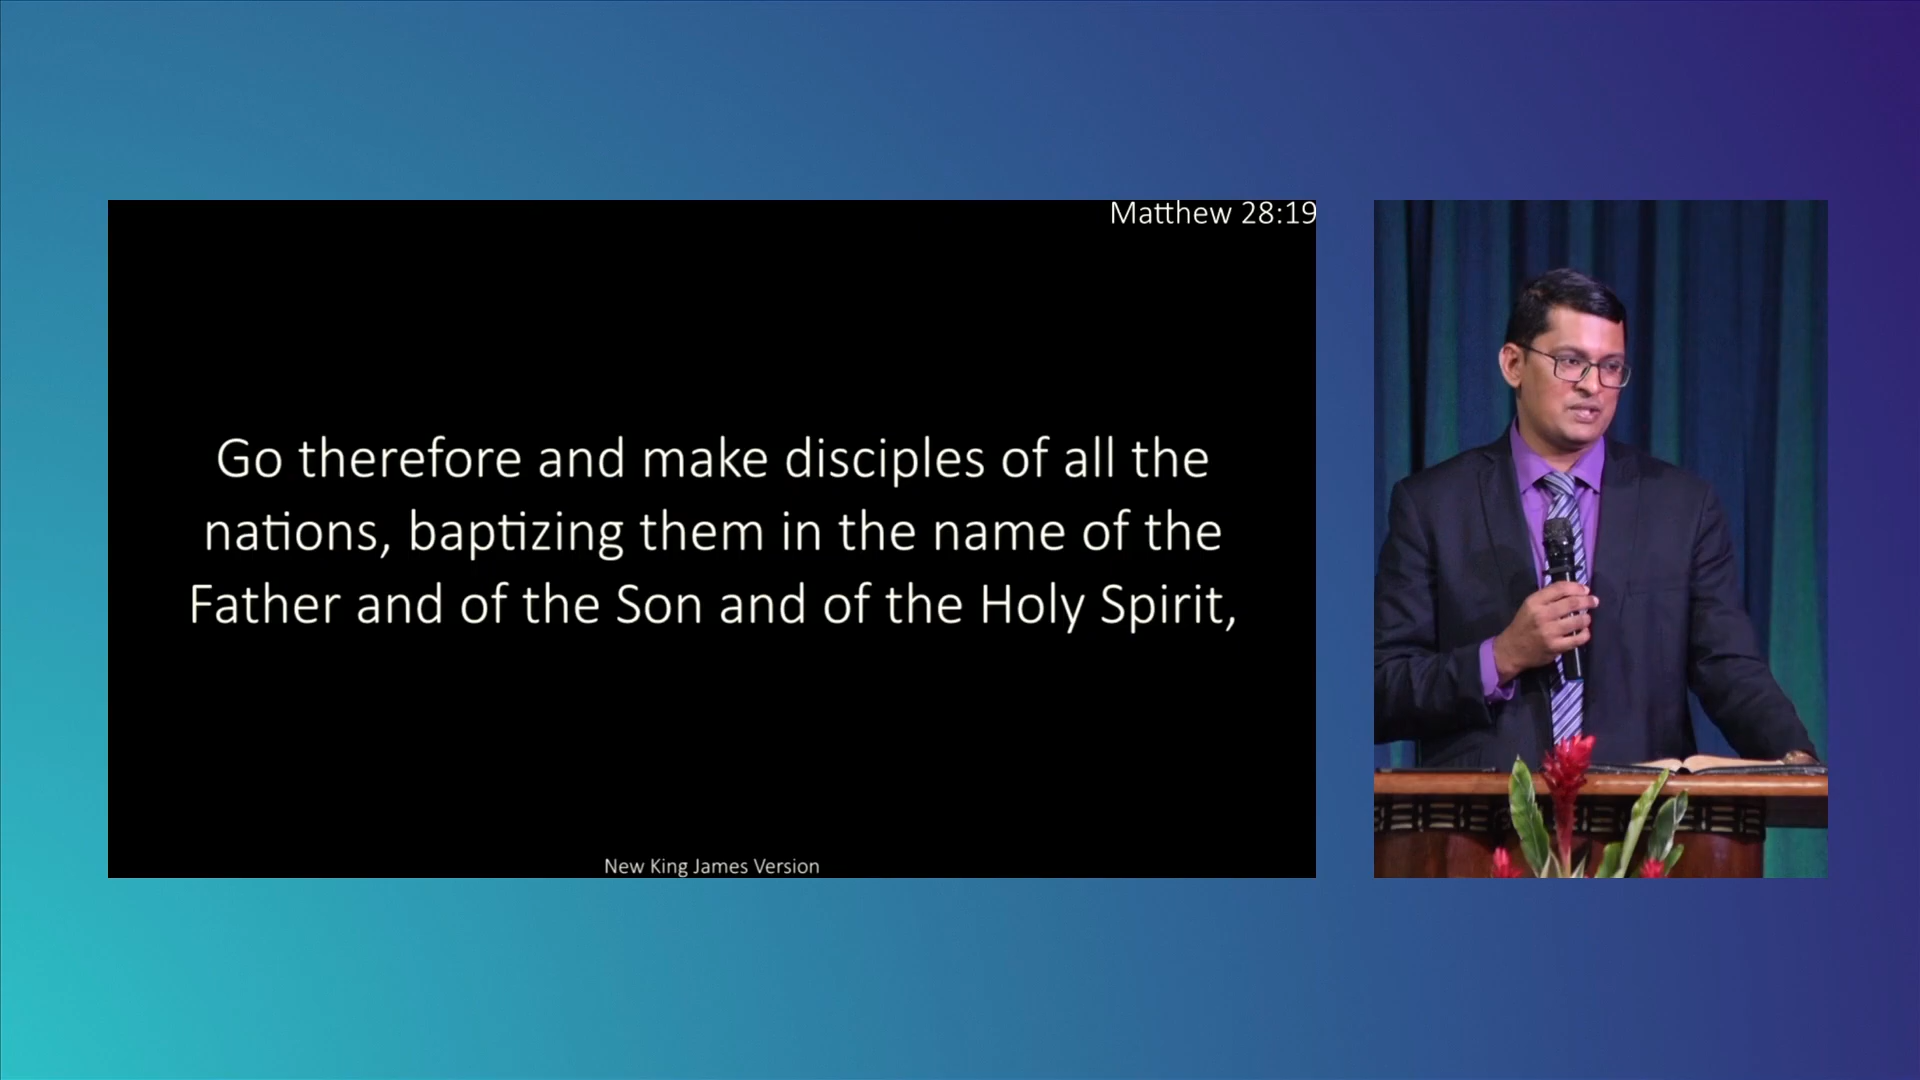 Matthew 28:19
Go therefore and make disciples of all the
nations, baptizing them in the name of the
Father and of the Son and of the Holy Spirit,
New King James Version